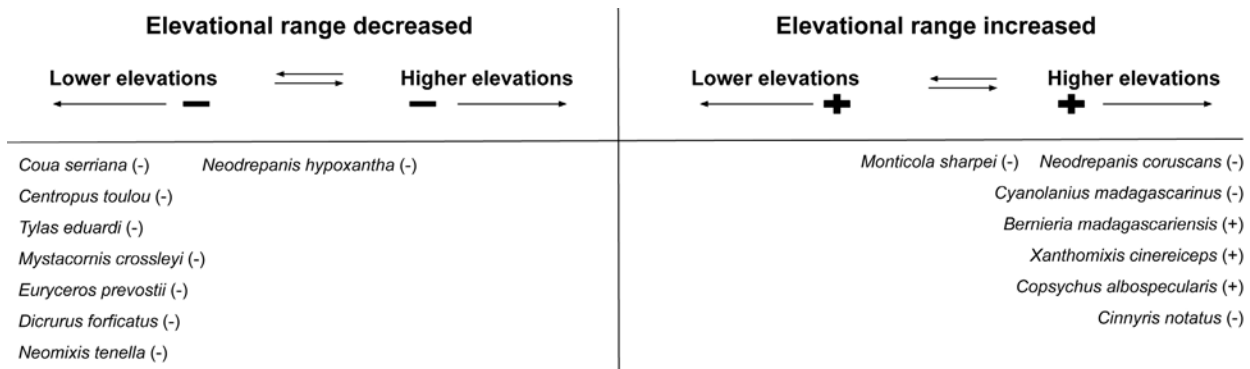 Elevational range decreased
Elevational range increased
Lower elevations
Higher elevations
Lower elevations
Higher elevations
Coua serriana (-)
Neodrepanis hypoxantha (-)
Monticola sharpei (-)
Neodrepanis coruscans (-)
Centropus toulou (-)
Cyanolanius madagascarinus (-)
Tylas eduardi (-)
Bernieria madagascariensis (+)
Mystacornis crossleyi (-)
Xanthomixis cinereiceps (+)
Euryceros prevostii (-)
Copsychus albospecularis (+)
Dicrurus forficatus (-)
Cinnyris notatus (-)
Neomixis tenella (-)